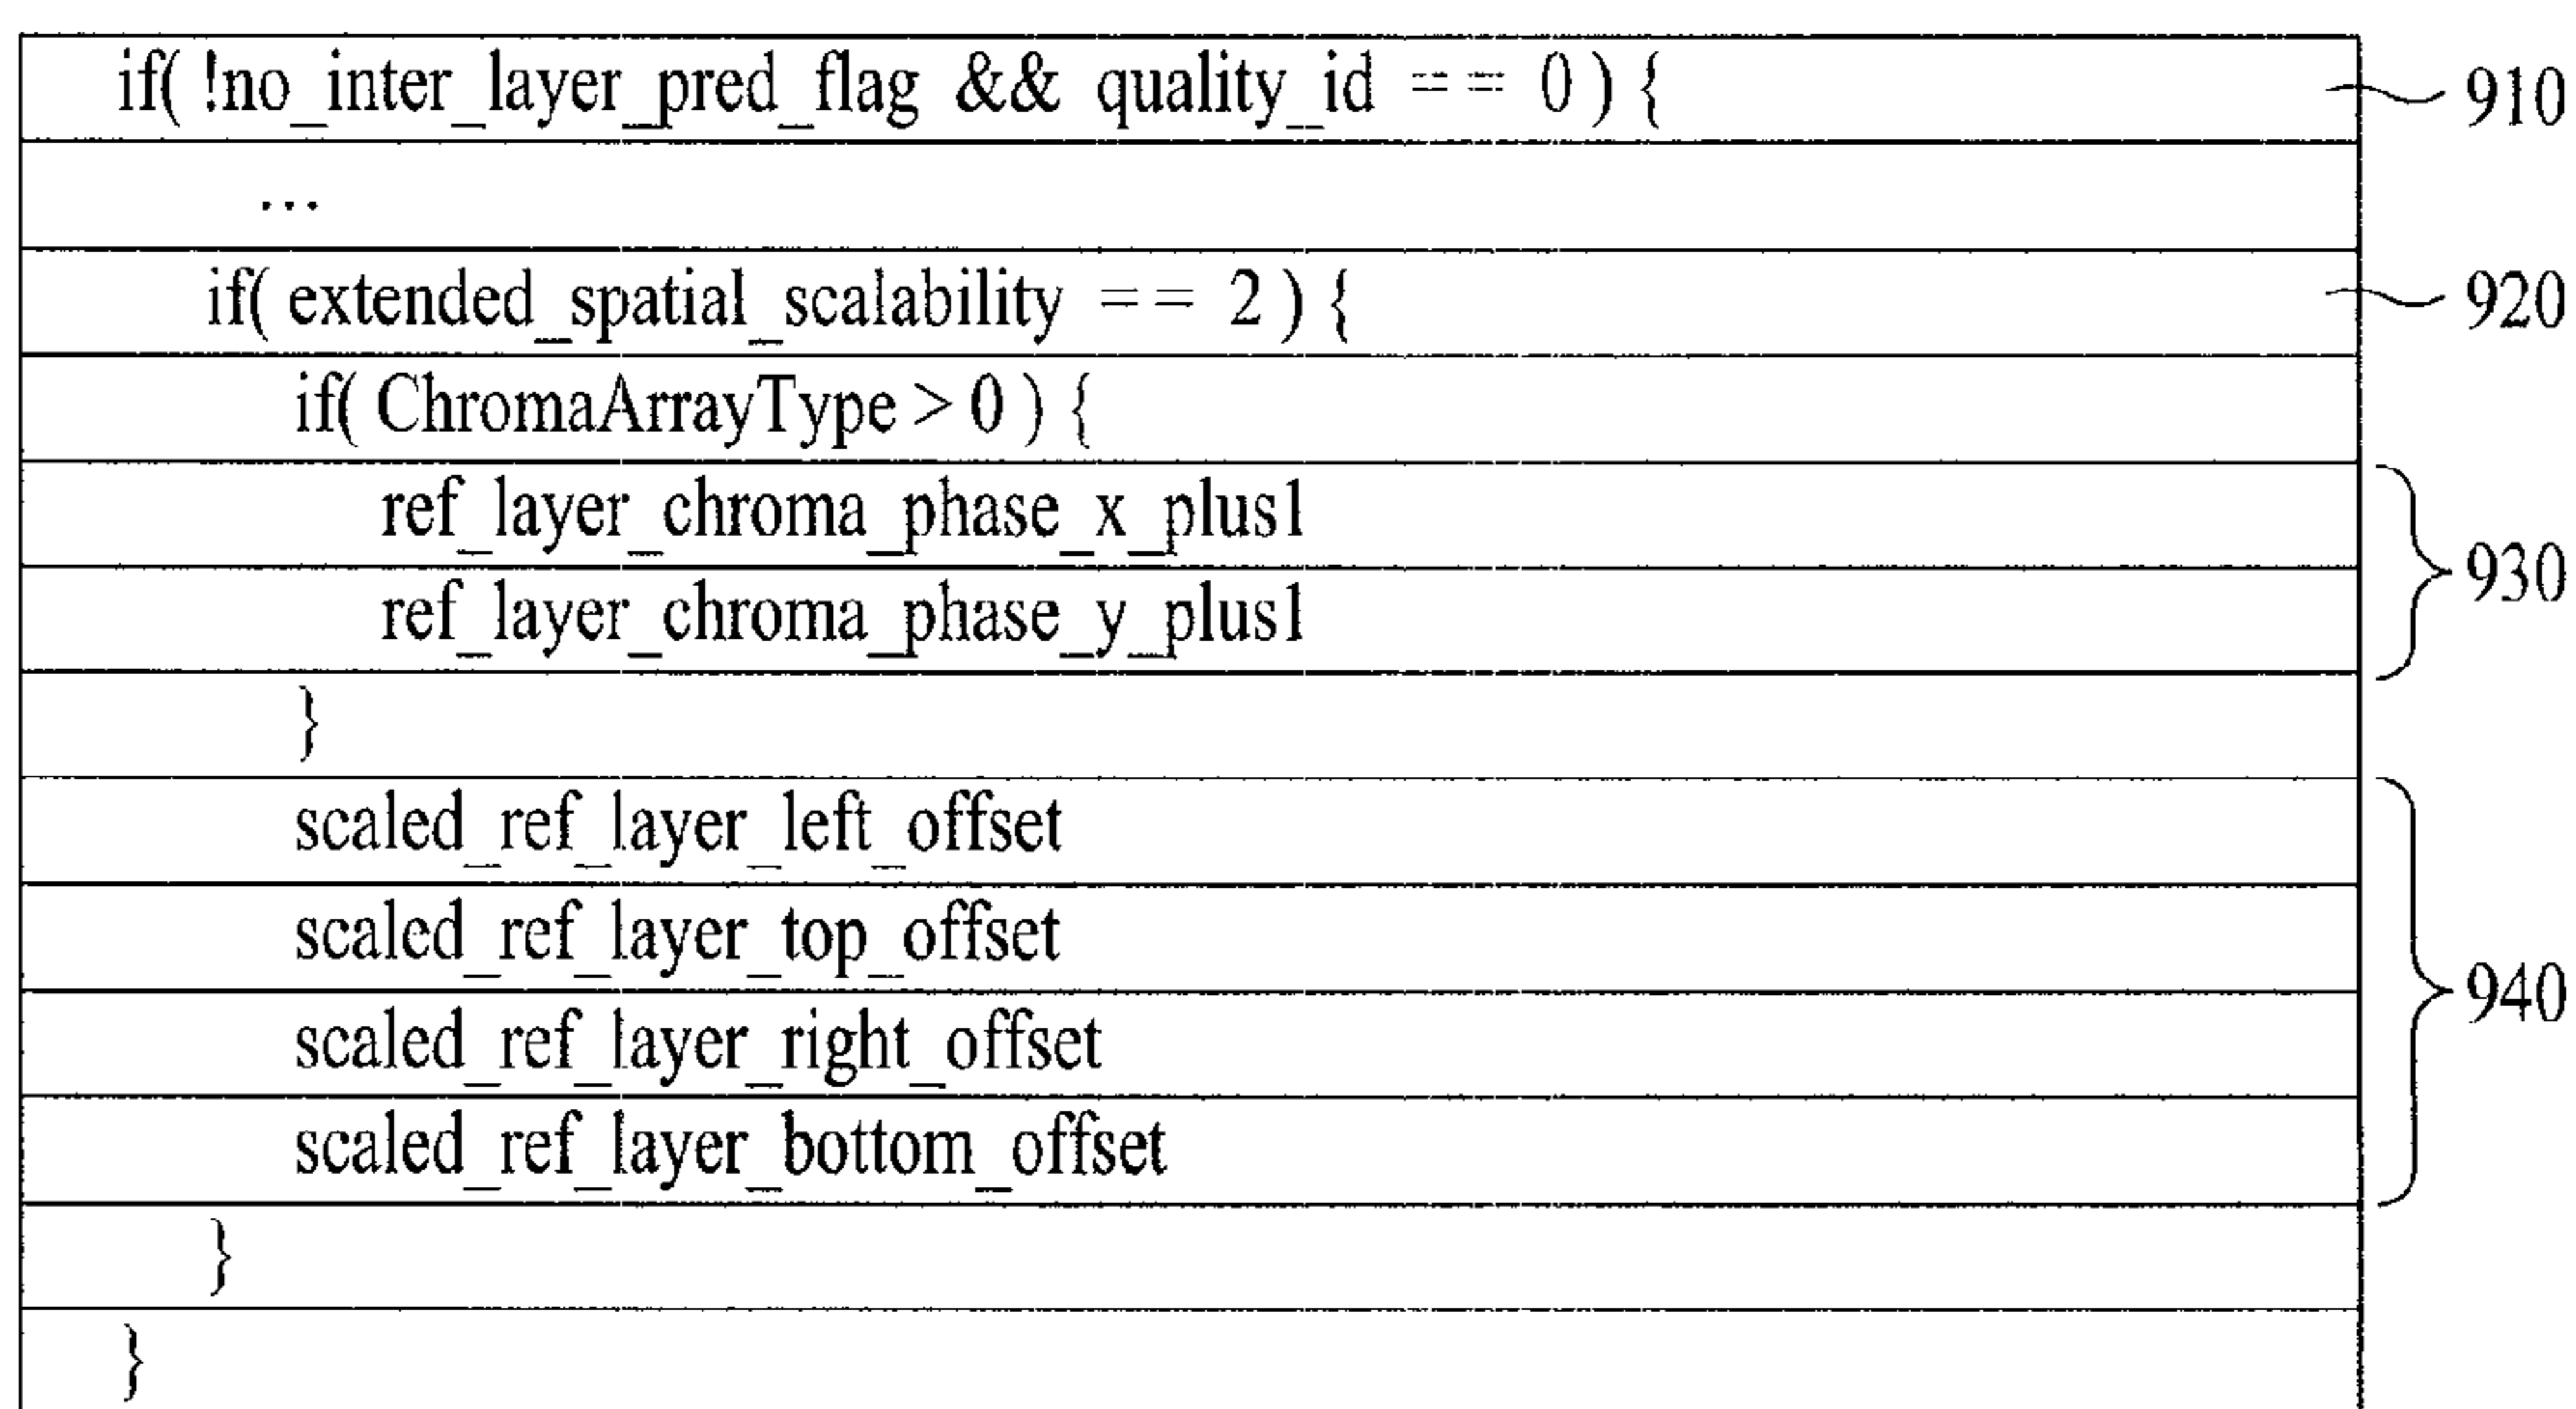 if( !no_inter_layer_pred_flag && quality_id == 0 ) { 910
...
if( extended_spatial_scalability == 2 ) { 920
if( ChromaArrayType > 0 ) {
ref_layer_chroma_phase_x_plus1
930
ref_layer_chroma_phase_y_plus1
}
scaled_ref_layer_left_offset
scaled_ref_layer_top_offset
940
scaled_ref_layer_right_offset
scaled_ref_layer_bottom_offset
}
}